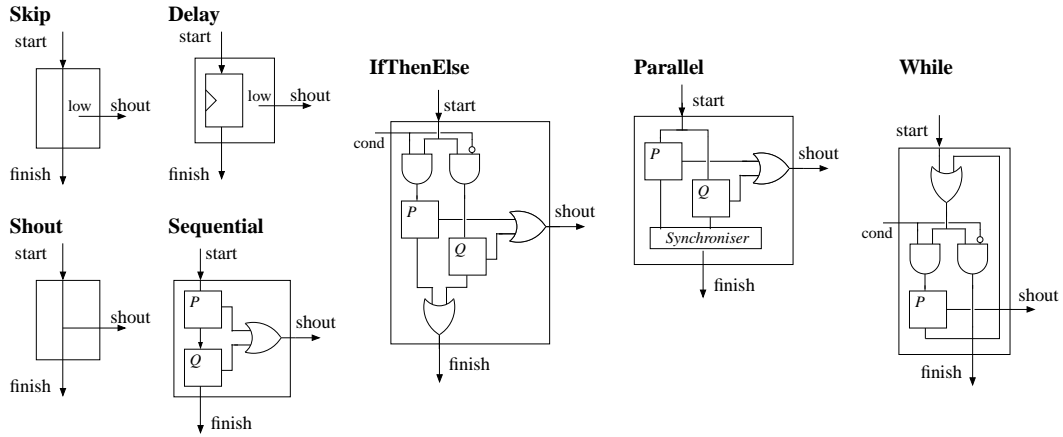 Skip
start
low
shout
finish
Delay
start
low
shout
finish
IfThenElse
start
cond
P
Q
shout
finish
Parallel
start
P
Q
shout
Synchroniser
finish
While
start
cond
P
shout
finish
Shout
start
shout
finish
Sequential
start
P
Q
shout
finish